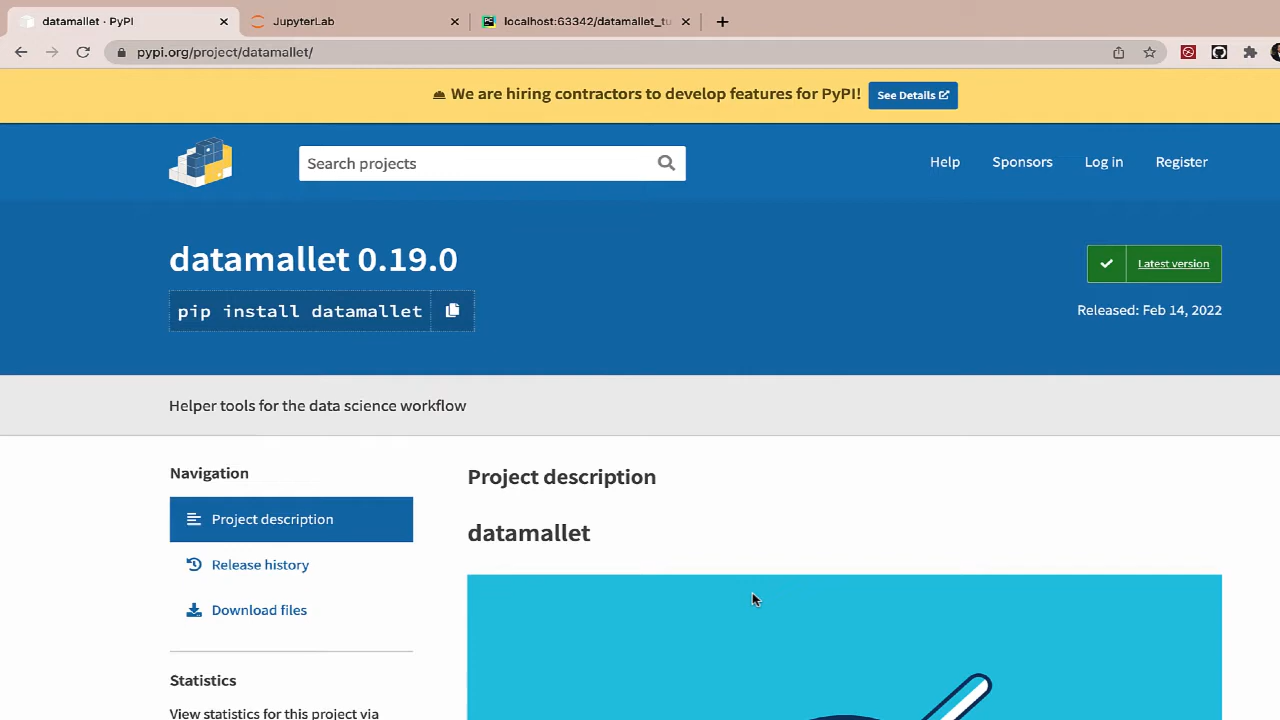 datamallet · PyPI
JupyterLab
localhost:63342/datamallet_tu
pypi.org/project/datamallet/
We are hiring contractors to develop features for PyPI!
See Details
Search projects
Help
Sponsors
Log in
Register
datamallet 0.19.0
Latest version
pip install datamallet
Released: Feb 14, 2022
Helper tools for the data science workflow
Navigation
Project description
Project description
datamallet
Release history
Download files
Statistics
View statistics for this project via